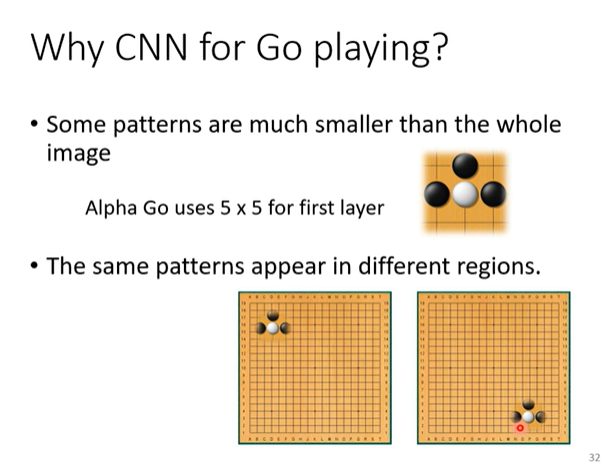 Why CNN for Go playing?
• Some patterns are much smaller than the whole
image
Alpha Go uses 5 x 5 for first layer
• The same patterns appear in different regions.
32